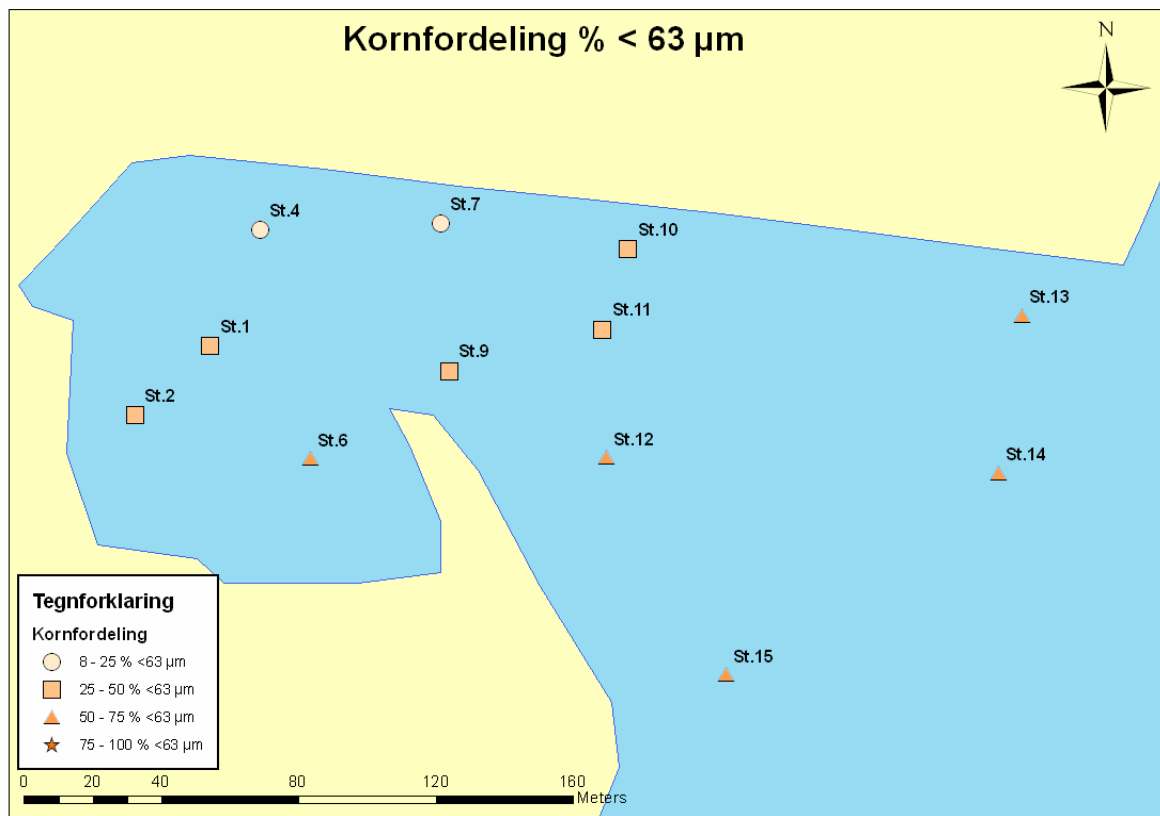 Kornfordeling % < 63 µm
N
St.4
St.7
St.10
St.13
St.11
St.1
St.9
St.2
St.6
St.12
St.14
St.15
Tegnforklaring
Kornfordeling
8 - 25 % <63 µm
25 - 50 % <63 µm
50 - 75 % <63 µm
75 - 100 % <63 µm
0 20 40 80 120 160
Meters